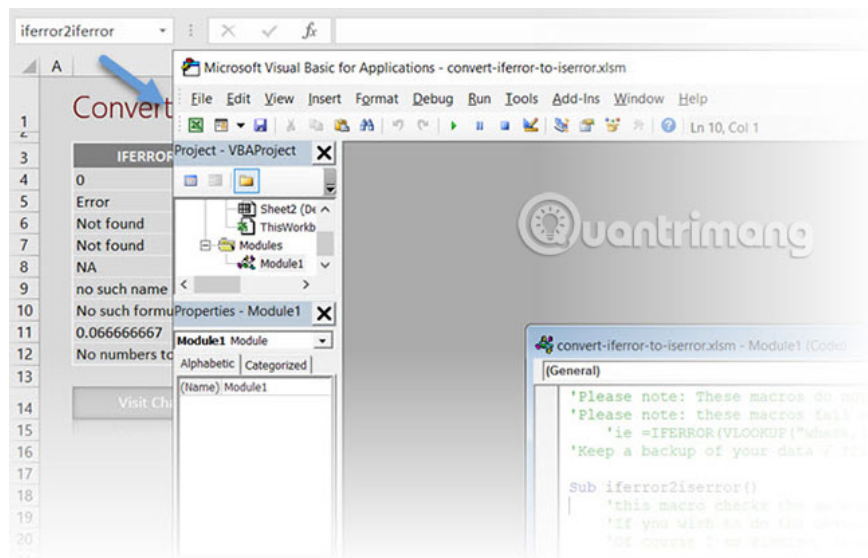 iferror2iferror
fx
A
Convert
1
2
3
IFERROR
4
0
5
Error
6
Not found
7
Not found
8
NA
9
no such name
10
No such formu
11
0.066666667
12
No numbers to
13
14
Visit Cha
15
16
17
18
19
20
Microsoft Visual Basic for Applications - convert-iferror-to-iserror.xlsm
File Edit View Insert Format Debug Run Tools Add-Ins Window Help
Ln 10, Col 1
Project - VBAProject
Sheet2 (De
ThisWorkb
Modules
Module1
Properties - Module1
Module1 Module
Alphabetic Categorized
(Name) Module1
Quantrimang
convert-iferror-to-iserror.xlsm - Module1 (Code)
(General)
'Please note: These macros do no
'Please note: these macros fail
'ie =IFERROR(VLOOKUP("where,
'Keep a backup of your data /
Sub iferror2iserror()
'this macro checks the
'If you wish to do the
'Of course I am